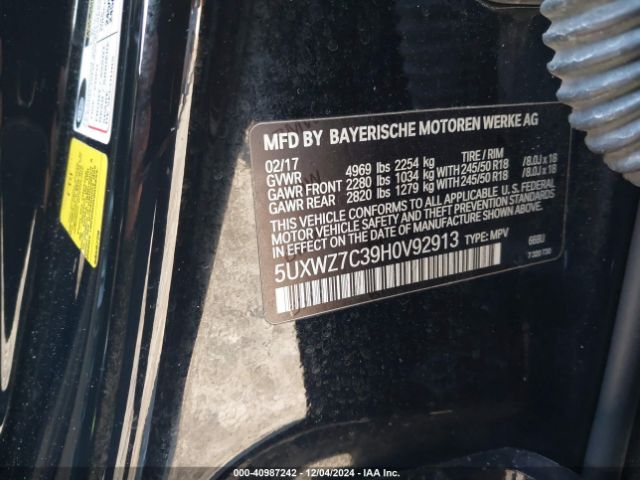 MFD BY BAYERISCHE MOTOREN WERKE AG
02/17
GVWR 4969 lbs 2254 kg TIRE / RIM
GAWR FRONT 2280 lbs 1034 kg WITH 245/50 R18 /8.0J x 18
GAWR REAR 2820 lbs 1279 kg WITH 245/50 R18 /8.0J x 18
THIS VEHICLE CONFORMS TO ALL APPLICABLE U.S. FEDERAL
MOTOR VEHICLE SAFETY AND THEFT PREVENTION STANDARDS
IN EFFECT ON THE DATE OF MANUFACTURE SHOWN ABOVE.
5UXWZ7C39H0V92913 TYPE: MPV
000-40987242 - 12/04/2024 - IAA Inc.